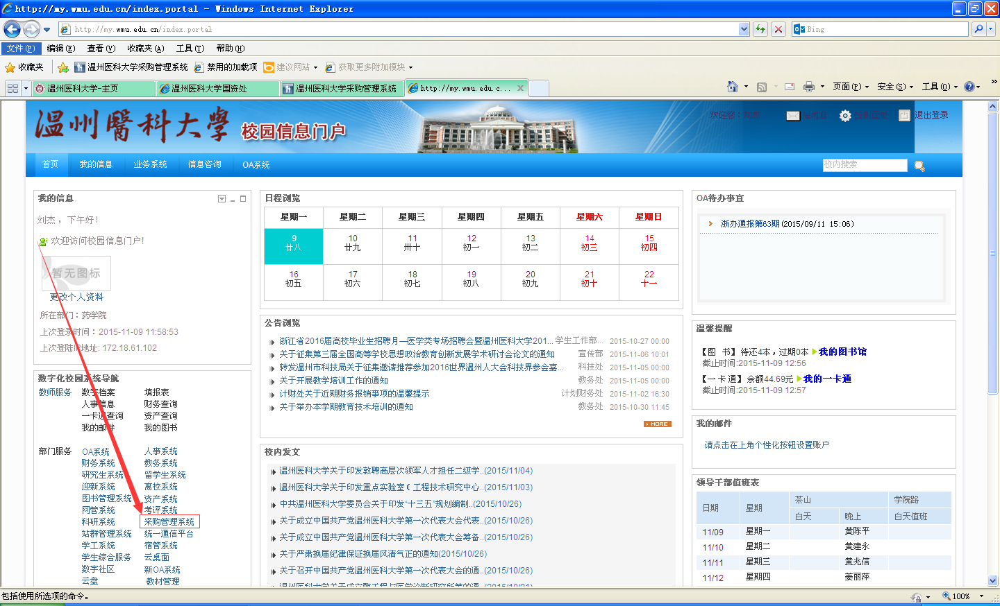 http://my.wmu.edu.cn/index.portal - Windows Internet Explorer
http://my.wmu.edu.cn/index.portal
Bing
文件(F) 编辑(E) 查看(V) 收藏夹(A) 工具(T) 帮助(H)
收藏夹 温州医科大学采购管理系统 禁用的加载项 建议网站 获取更多附加模块
温州医科大学-主页 温州医科大学国资处 温州医科大学采购管理系统 http://my.wmu.edu.c...
页面(P) 安全(S) 工具(O)
温州醫科大學 校园信息门户
欢迎您：刘杰 退出登录
首页 我的信息 业务系统 信息咨询 OA系统
校内搜索
我的信息
刘杰 ，下午好！
欢迎访问校园信息门户！
暂无图标
更改个人资料
所在部门：药学院
上次登录时间：2015-11-09 11:58:53
上次登陆IP地址: 172.18.61.102
数字化校园系统导航
教师服务 数字档案 填报表
人事信息 财务查询
一卡通查询 资产查询
我的邮件 我的图书
部门服务 OA系统 人事系统
财务系统 教务系统
研究生系统 留学生系统
迎新系统 离校系统
图书管理系统 资产系统
网管系统 考评系统
科研系统 采购管理系统
站群管理系统 统一通信平台
学工系统 宿管系统
学生综合服务 云桌面
数字社区 新OA系统
云盘 教材管理
日程浏览
星期一 星期二 星期三 星期四 星期五 星期六 星期日
9 10 11 12 13 14 15
廿八 廿九 卅十 初一 初二 初三 初四
16 17 18 19 20 21 22
初五 初六 初七 初八 初九 初十 十一
公告浏览
浙江省2016届高校毕业生招聘月—医学类专场招聘会暨温州医科大学201... 学生工作部... 2015-10-27 00:00
关于征集第三届全国高等学校思想政治教育创新发展学术研讨会论文的通知 宣传部 2015-11-06 10:01
转发温州市科技局关于征集邀请推荐参加2016世界温州人大会科技界参会嘉... 科技处 2015-11-05 00:00
关于开展教学培训工作的通知 教务处 2015-11-05 00:00
计财处关于近期财务报销事项的温馨提示 计划财务处 2015-11-02 16:30
关于举办本学期教育技术培训的通知 教务处 2015-10-30 11:45
MORE
校内发文
温州医科大学关于印发敦聘高层次领军人才担任二级学..(2015/11/04)
温州医科大学关于印发重点实验室（工程技术研究中心..(2015/11/03)
中共温州医科大学委员会关于印发“十三五”规划编制..(2015/10/26)
关于成立中国共产党温州医科大学第一次代表大会代表..(2015/10/26)
关于成立中国共产党温州医科大学第一次代表大会筹备..(2015/10/26)
关于严肃换届纪律保证换届风清气正的通知(2015/10/26)
关于召开中国共产党温州医科大学第一次代表大会的通..(2015/10/26)
OA待办事宜
浙办通报第63期(2015/09/11 15:06)
温馨提醒
【图 书】待还4本，过期0本 我的图书馆
截止时间:2015-11-09 12:56
【一卡通】余额44.69元 我的一卡通
截止时间:2015-11-09 12:57
我的邮件
请点击在上角个性化按钮设置账户
领导干部值班表
日期 星期 茶山 学院路
白天 晚上 白天值班
11/09 星期一 黄陈平
11/10 星期二 黄建永
11/11 星期三 黄兆信
11/12 星期四 姜丽萍
包括使用所选项的命令。
100%